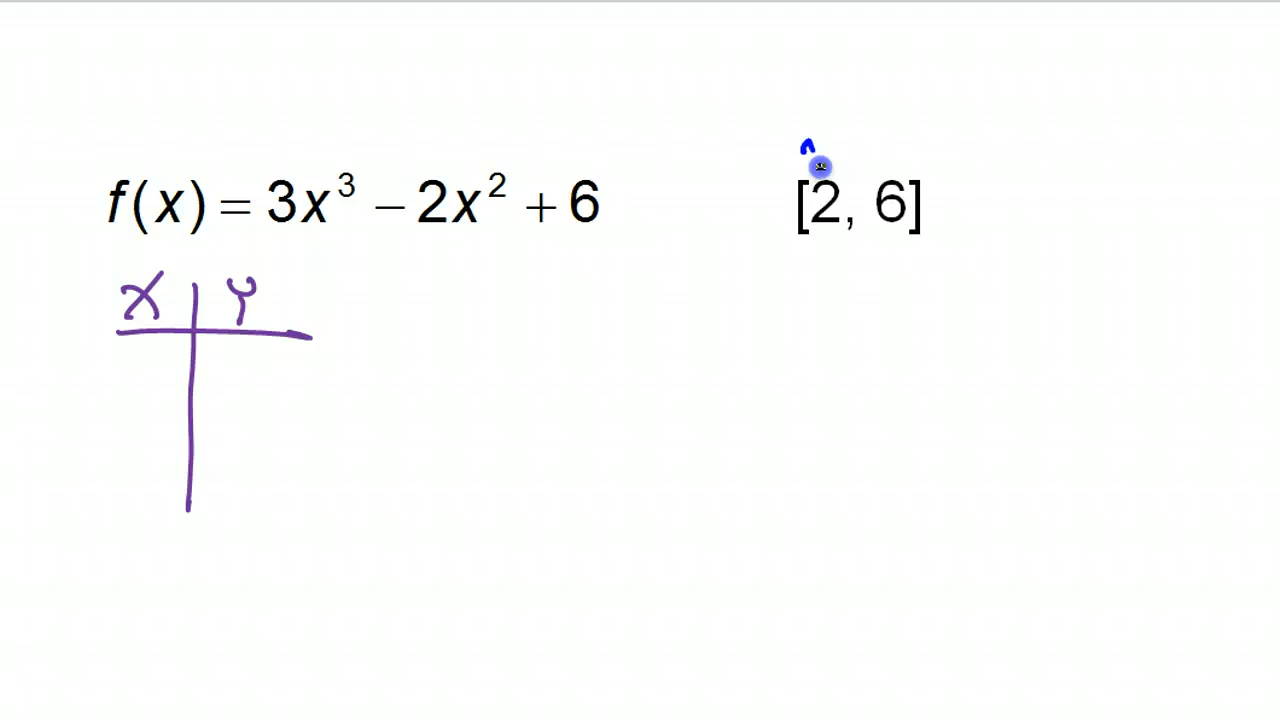 f(x) = 3x³ − 2x² + 6 [2, 6]
X Y